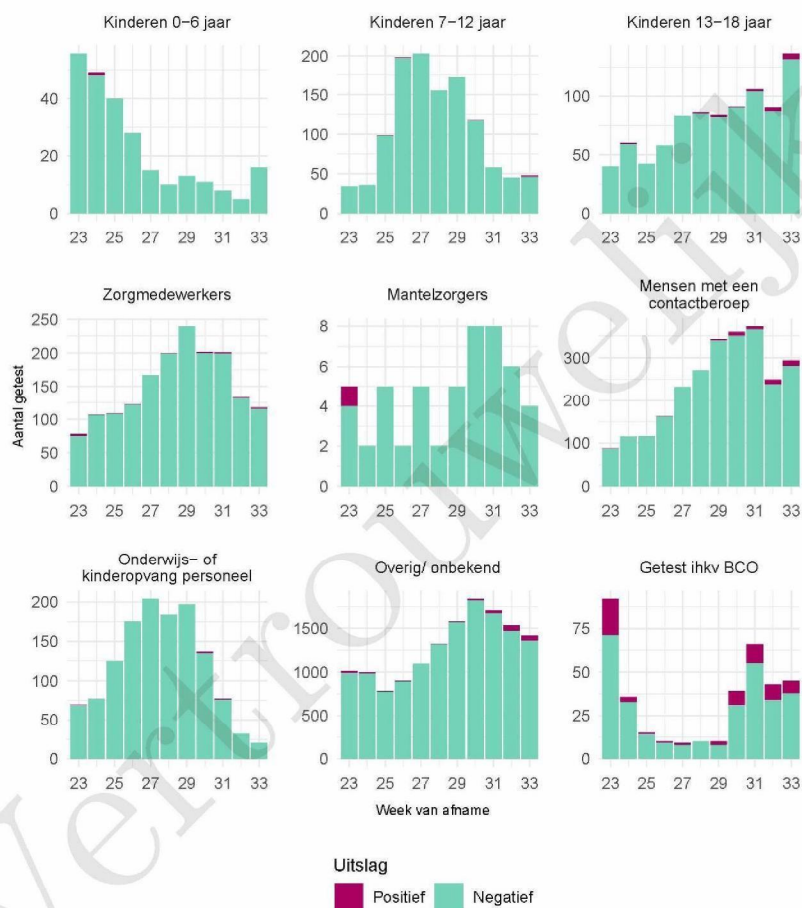 Kinderen 0−6 jaar
Kinderen 7−12 jaar
Kinderen 13−18 jaar
40
20
0
23 25 27 29 31 33
200
150
100
50
0
23 25 27 29 31 33
100
50
0
23 25 27 29 31 33
Zorgmedewerkers
Mantelzorgers
Mensen met een
contactberoep
Aantal getest
250
200
150
100
50
0
23 25 27 29 31 33
8
6
4
2
0
23 25 27 29 31 33
300
200
100
0
23 25 27 29 31 33
Onderwijs− of
kinderopvang personeel
Overig/ onbekend
Getest ihkv BCO
200
150
100
50
0
23 25 27 29 31 33
1500
1000
500
0
23 25 27 29 31 33
75
50
25
0
23 25 27 29 31 33
Week van afname
Uitslag
Positief Negatief
Vertrouwelijk